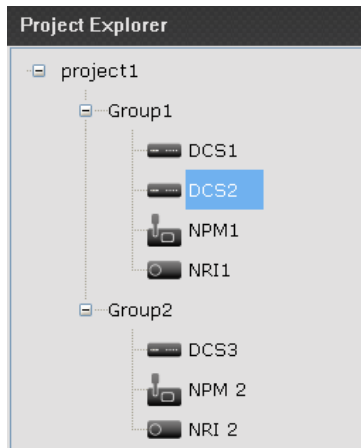 Project Explorer
project1
Group1
DCS1
DCS2
NPM1
NRI1
Group2
DCS3
NPM 2
NRI 2